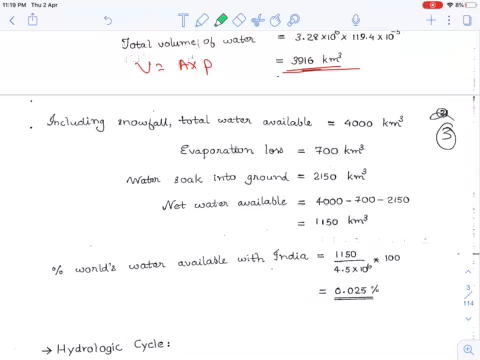 11:19 PM Thu 2 Apr
8%
Total volume of water = 3.28×10⁶ × 119.4 × 10⁻⁵
V = A×P
= 3916 km³
Including snowfall, total water available = 4000 km³
3
Evaporation loss = 700 km³
Water soak into ground = 2150 km³
Net water available = 4000 - 700 - 2150
= 1150 km³
% world's water available with India = 1150 / 4.5×10⁶ * 100
= 0.025 %
3 / 114
→ Hydrologic Cycle: